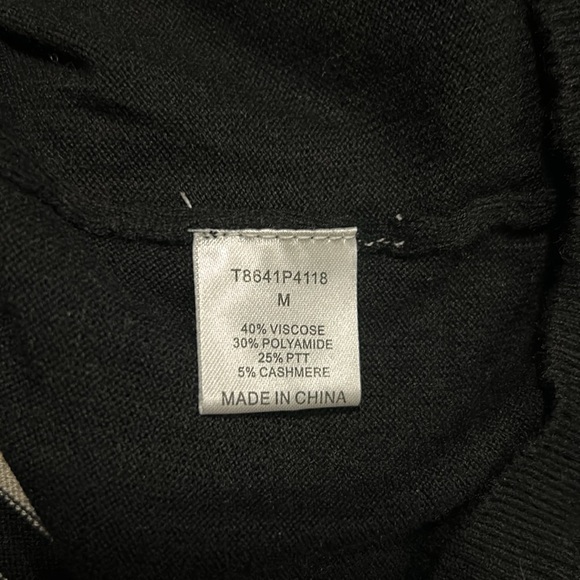 T8641P4118
M
40% VISCOSE
30% POLYAMIDE
25% PTT
5% CASHMERE
MADE IN CHINA